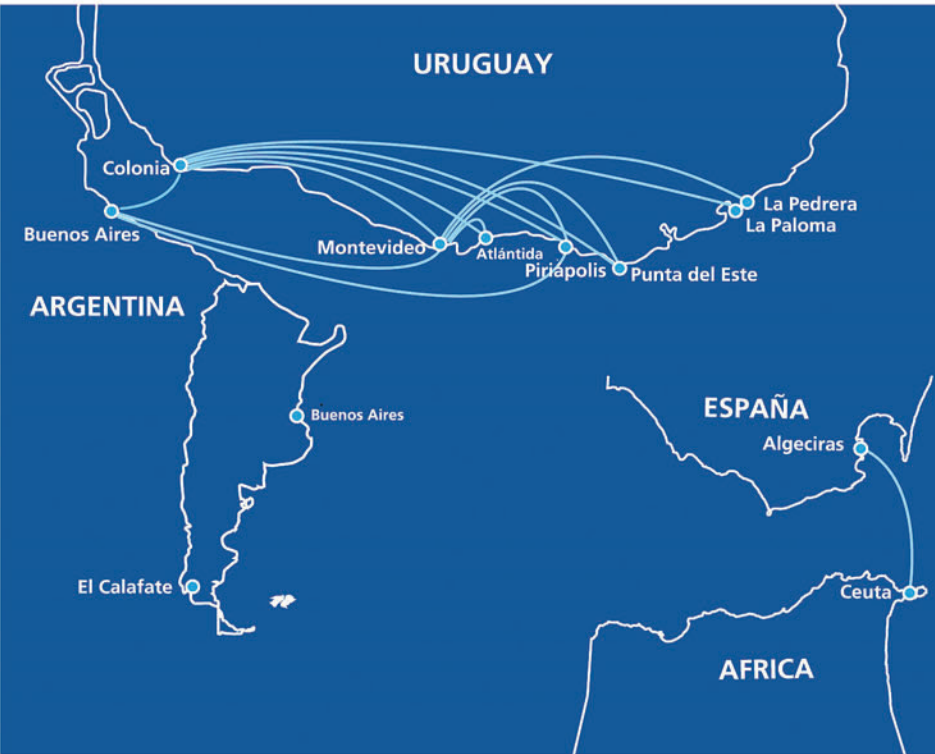 URUGUAY
Colonia
Buenos Aires
Montevideo
Atlántida
Piriápolis
Punta del Este
La Pedrera
La Paloma
ARGENTINA
Buenos Aires
El Calafate
ESPAÑA
Algeciras
Ceuta
AFRICA